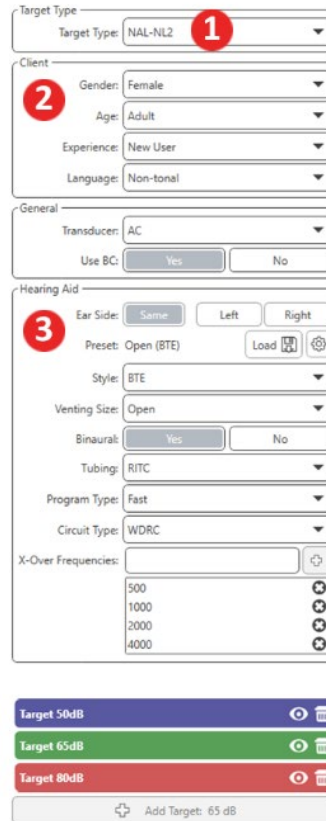 Target Type
Target Type: NAL-NL2 1
Client
2
Gender: Female
Age: Adult
Experience: New User
Language: Non-tonal
General
Transducer: AC
Use BC: Yes No
Hearing Aid
3
Ear Side: Same Left Right
Preset: Open (BTE) Load
Style: BTE
Venting Size: Open
Binaural: Yes No
Tubing: RITC
Program Type: Fast
Circuit Type: WDRC
X-Over Frequencies:
500
1000
2000
4000
Target 50dB
Target 65dB
Target 80dB
Add Target: 65 dB